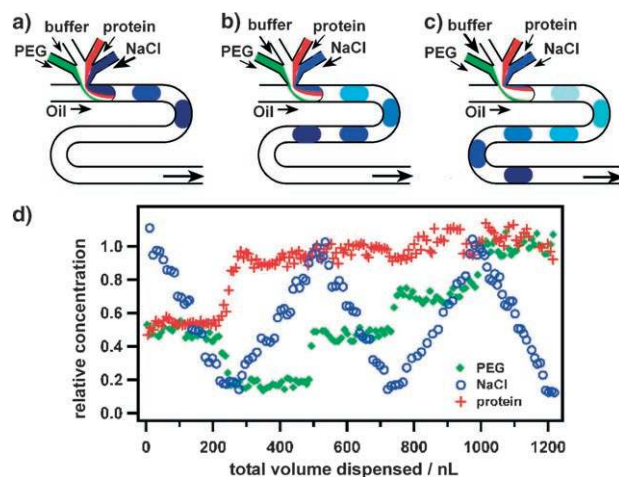 a)
buffer protein
PEG NaCl
Oil
b)
buffer protein
PEG NaCl
Oil
c)
buffer protein
PEG NaCl
Oil
d)
relative concentration
1.0
0.8
0.6
0.4
0.2
0.0
PEG
NaCl
protein
0 200 400 600 800 1000 1200
total volume dispensed / nL